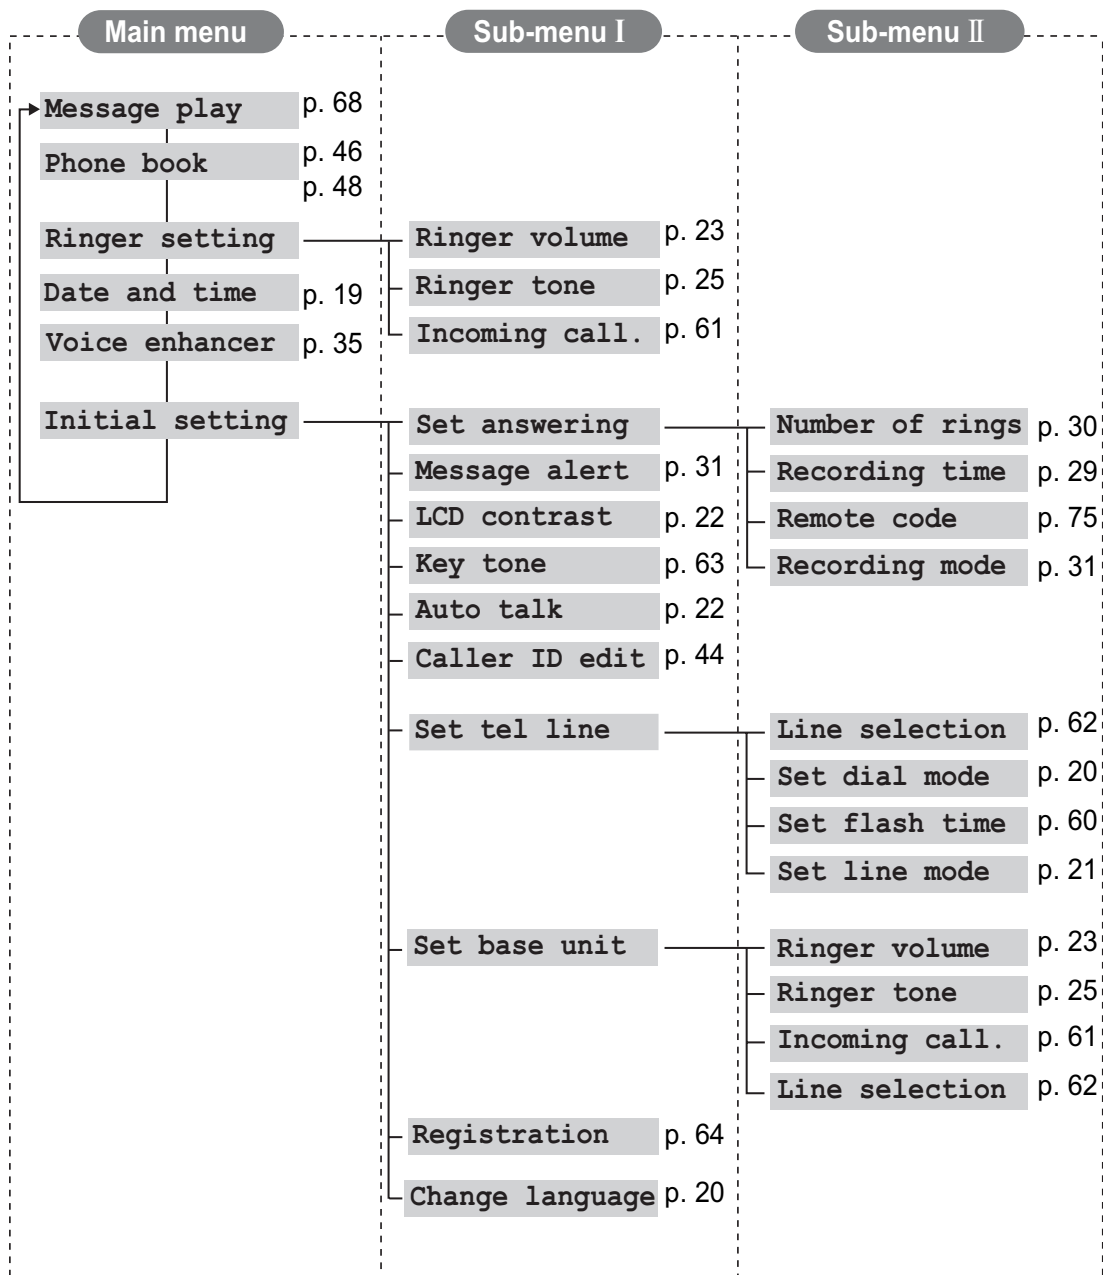 Main menu Sub-menu Ⅰ Sub-menu Ⅱ
Message play p. 68
Phone book p. 46
p. 48
Ringer setting Ringer volume p. 23
Date and time p. 19 Ringer tone p. 25
Voice enhancer p. 35 Incoming call. p. 61
Initial setting Set answering Number of rings p. 30
Message alert p. 31 Recording time p. 29
LCD contrast p. 22 Remote code p. 75
Key tone p. 63 Recording mode p. 31
Auto talk p. 22
Caller ID edit p. 44
Set tel line Line selection p. 62
Set dial mode p. 20
Set flash time p. 60
Set line mode p. 21
Set base unit Ringer volume p. 23
Ringer tone p. 25
Incoming call. p. 61
Line selection p. 62
Registration p. 64
Change language p. 20